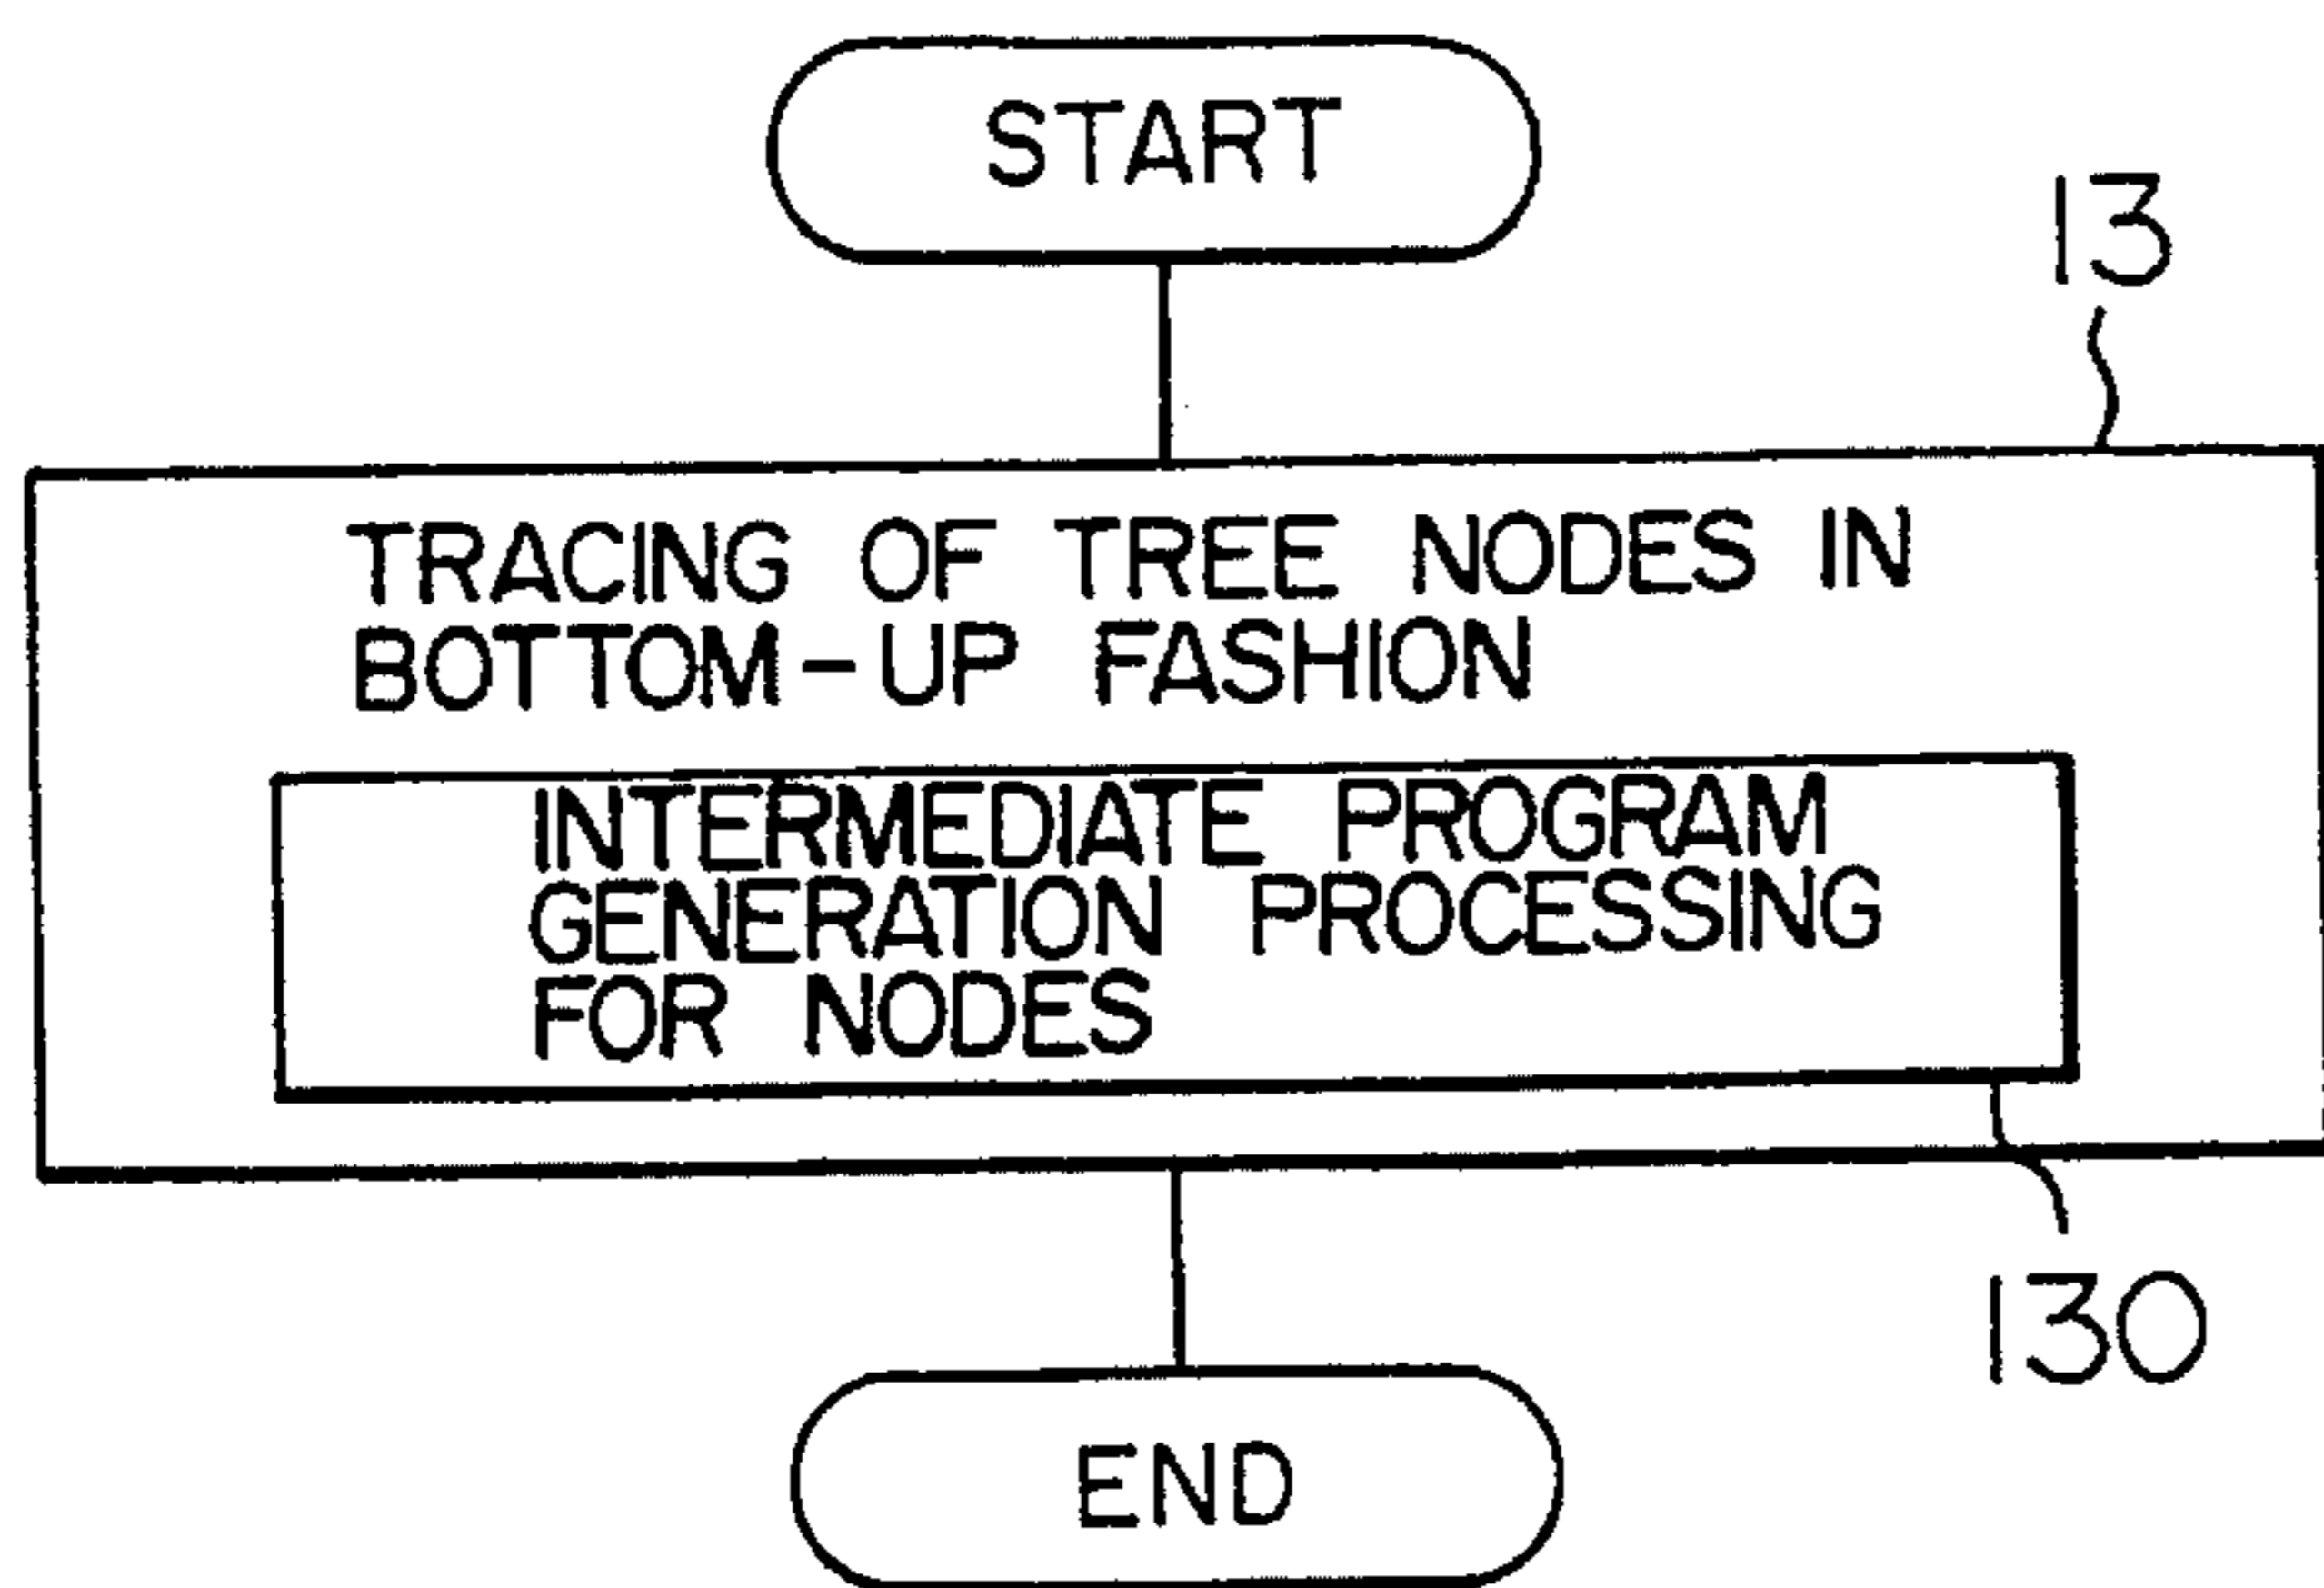 START
13
TRACING OF TREE NODES IN
BOTTOM-UP FASHION
INTERMEDIATE PROGRAM
GENERATION PROCESSING
FOR NODES
130
END